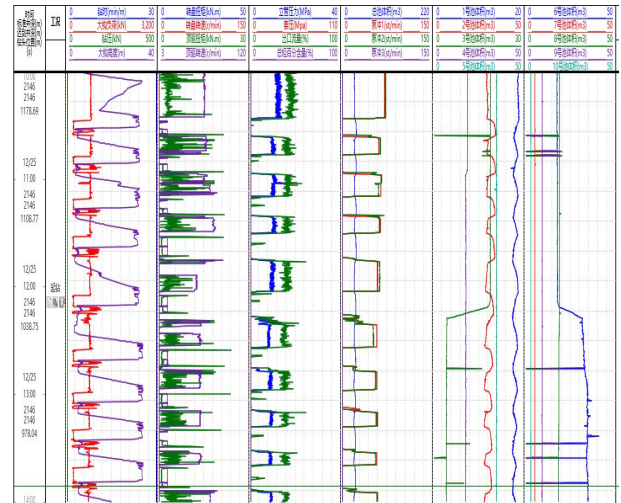 时间
工况
0 钻时(min/m) 30
0 大钩负荷(kN) 3,200
0 钻压(kN) 500
0 大钩高度(m) 40
0 转盘扭矩(kN.m) 50
0 转盘转速(r/min) 150
0 顶驱扭矩(kN.m) 30
3 顶驱转速(r/min) 120
0 立管压力(MPa) 40
0 套压(MPa) 110
0 出口流量(%) 100
0 总烃百分含量(%) 100
0 总池体积(m3) 220
0 泵冲1(st/min) 150
0 泵冲2(st/min) 150
0 泵冲3(st/min) 150
0 1号池体积(m3) 20
0 2号池体积(m3) 50
0 3号池体积(m3) 50
0 4号池体积(m3) 50
0 5号池体积(m3) 50
0 6号池体积(m3) 50
0 7号池体积(m3) 50
0 8号池体积(m3) 50
0 9号池体积(m3) 50
0 10号池体积(m3) 50
2146
2146
1178.69
12/25
11:00
2146
2146
1108.77
12/25
12:00
2146
2146
1038.75
12/25
13:00
2146
2146
978.04
14:02